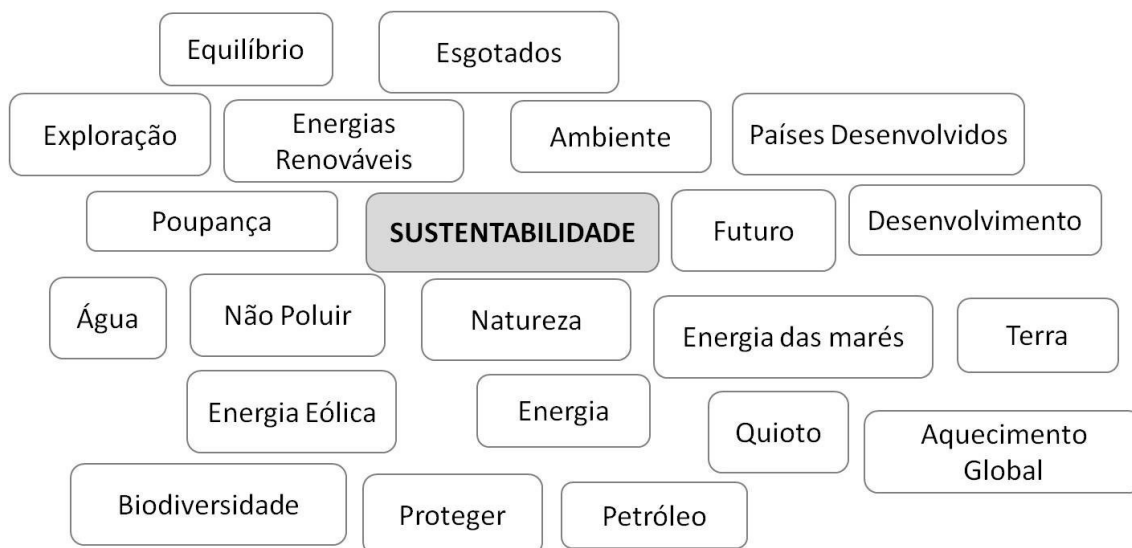 Equilíbrio
Esgotados
Exploração
Energias
Renováveis
Ambiente
Países Desenvolvidos
Poupança
SUSTENTABILIDADE
Futuro
Desenvolvimento
Água
Não Poluir
Natureza
Energia das marés
Terra
Energia Eólica
Energia
Quioto
Aquecimento
Global
Biodiversidade
Proteger
Petróleo